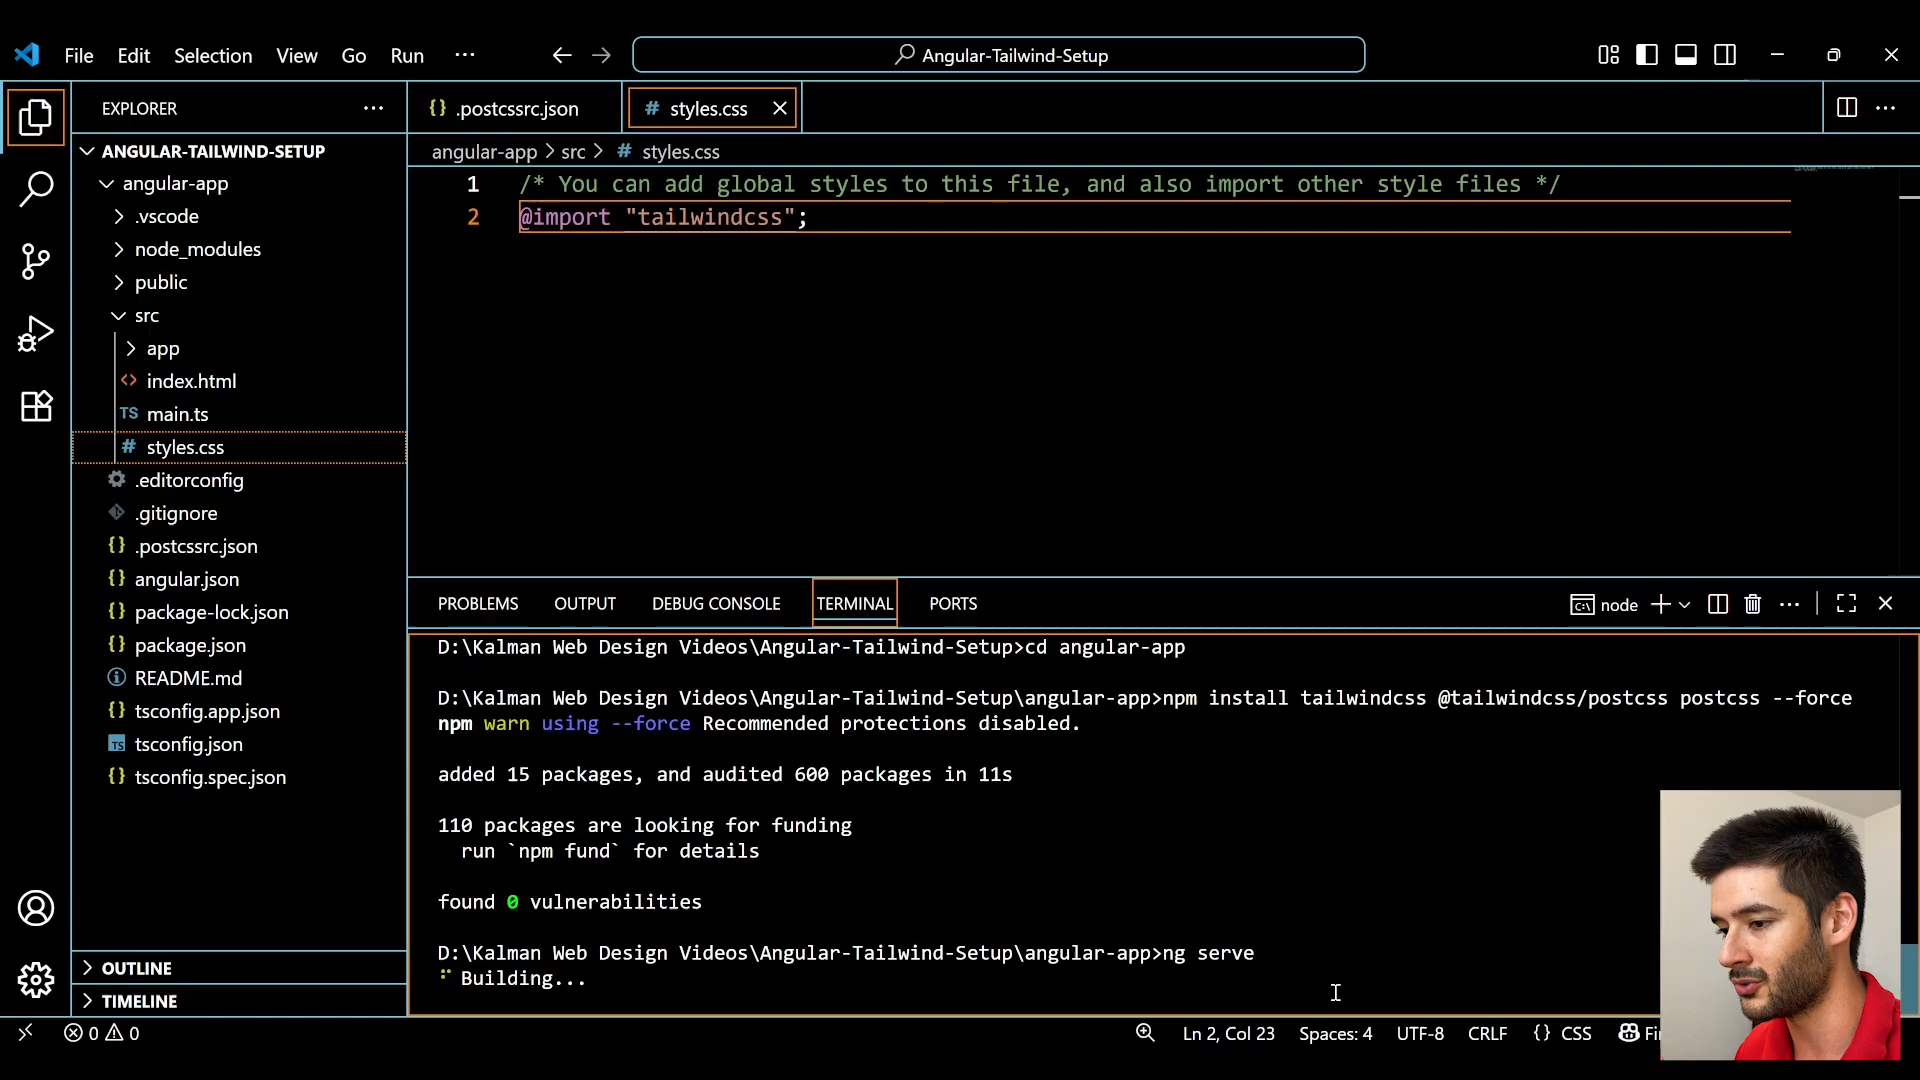 File Edit Selection View Go Run ···
Angular-Tailwind-Setup
EXPLORER
ANGULAR-TAILWIND-SETUP
angular-app
.vscode
node_modules
public
src
app
<> index.html
TS main.ts
# styles.css
.editorconfig
.gitignore
{} .postcssrc.json
{} angular.json
{} package-lock.json
{} package.json
README.md
{} tsconfig.app.json
TS tsconfig.json
{} tsconfig.spec.json
OUTLINE
TIMELINE
{} .postcssrc.json
# styles.css
angular-app > src > # styles.css
1 /* You can add global styles to this file, and also import other style files */
2 @import "tailwindcss";
PROBLEMS OUTPUT DEBUG CONSOLE TERMINAL PORTS
node
D:\Kalman Web Design Videos\Angular-Tailwind-Setup>cd angular-app
D:\Kalman Web Design Videos\Angular-Tailwind-Setup\angular-app>npm install tailwindcss @tailwindcss/postcss postcss --force
npm warn using --force Recommended protections disabled.
added 15 packages, and audited 600 packages in 11s
110 packages are looking for funding
run `npm fund` for details
found 0 vulnerabilities
D:\Kalman Web Design Videos\Angular-Tailwind-Setup\angular-app>ng serve
Building...
0 0
Ln 2, Col 23 Spaces: 4 UTF-8 CRLF {} CSS